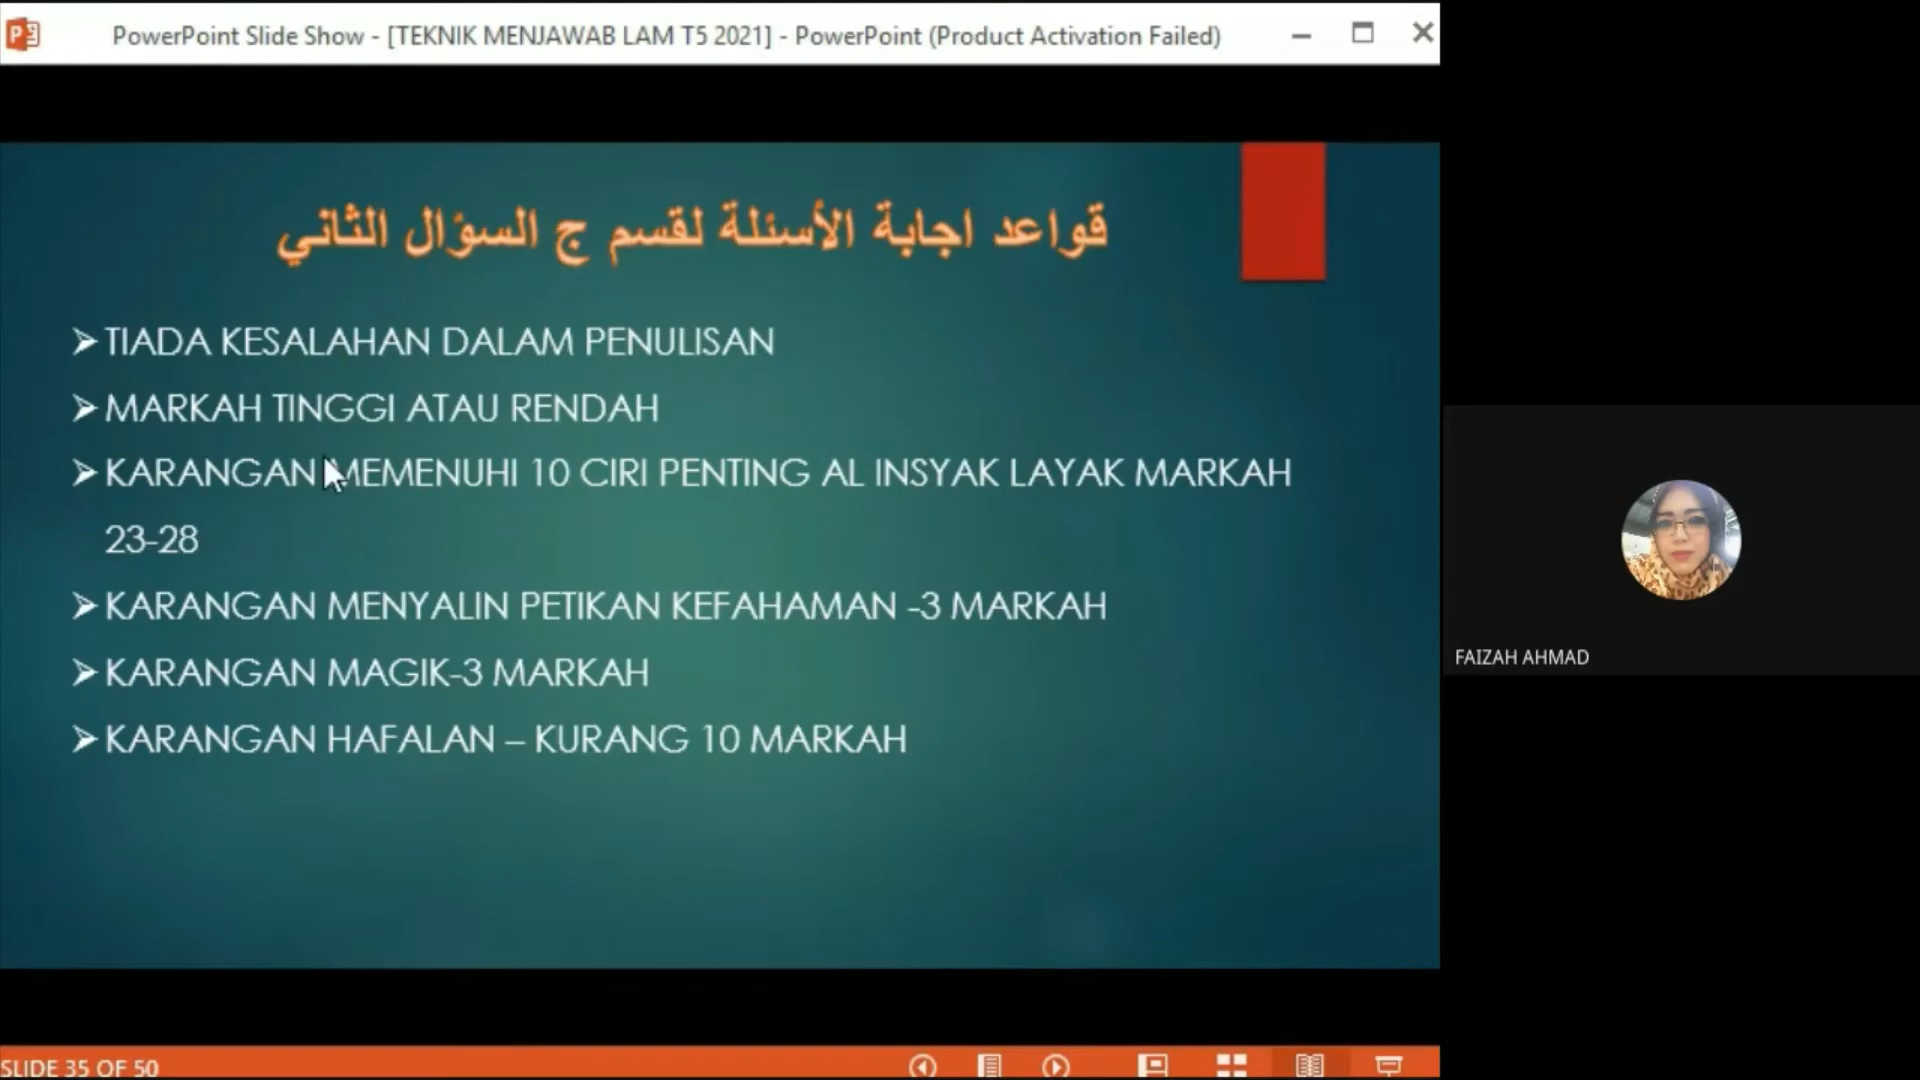 PowerPoint Slide Show - [TEKNIK MENJAWAB LAM T5 2021] - PowerPoint (Product Activation Failed)
قواعد اجابة الأسئلة لقسم ج السؤال الثاني
TIADA KESALAHAN DALAM PENULISAN
MARKAH TINGGI ATAU RENDAH
KARANGAN MEMENUHI 10 CIRI PENTING AL INSYAK LAYAK MARKAH
23-28
KARANGAN MENYALIN PETIKAN KEFAHAMAN -3 MARKAH
KARANGAN MAGIK-3 MARKAH
KARANGAN HAFALAN – KURANG 10 MARKAH
FAIZAH AHMAD
SLIDE 35 OF 50